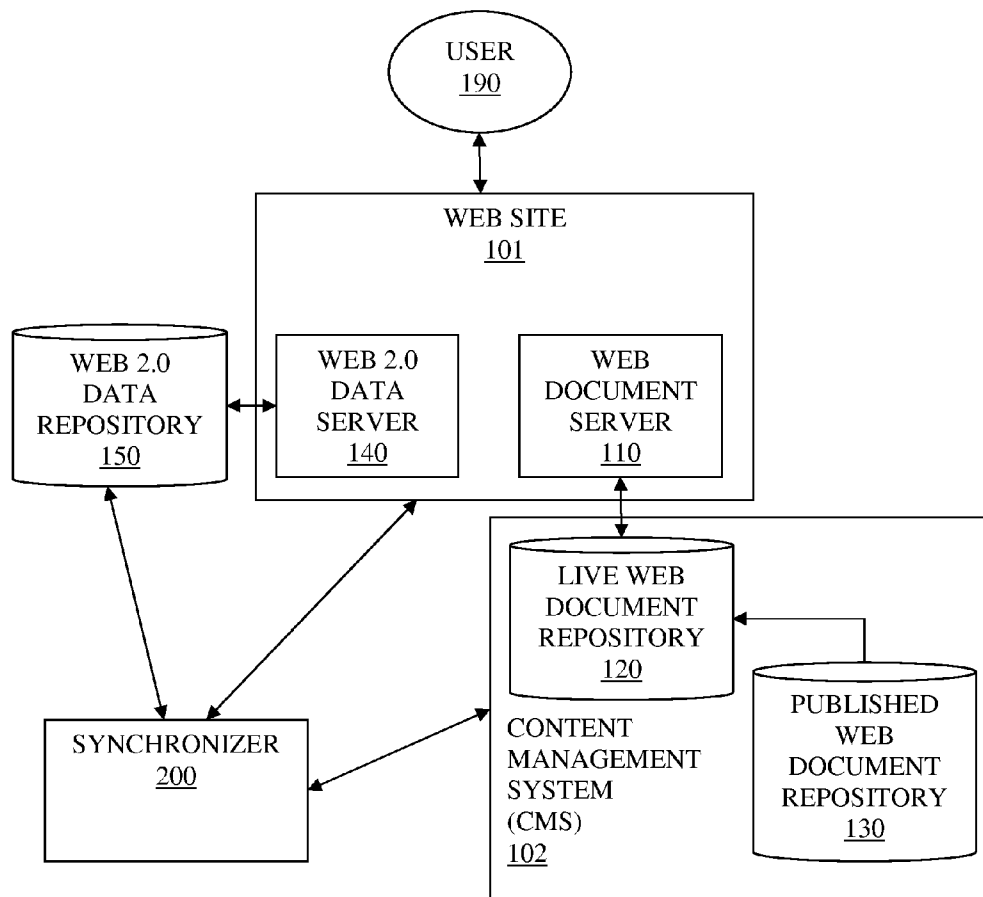 USER
190
WEB SITE
101
WEB 2.0
DATA
REPOSITORY
150
WEB 2.0
DATA
SERVER
140
WEB
DOCUMENT
SERVER
110
LIVE WEB
DOCUMENT
REPOSITORY
120
PUBLISHED
WEB
DOCUMENT
REPOSITORY
130
CONTENT
MANAGEMENT
SYSTEM
(CMS)
102
SYNCHRONIZER
200